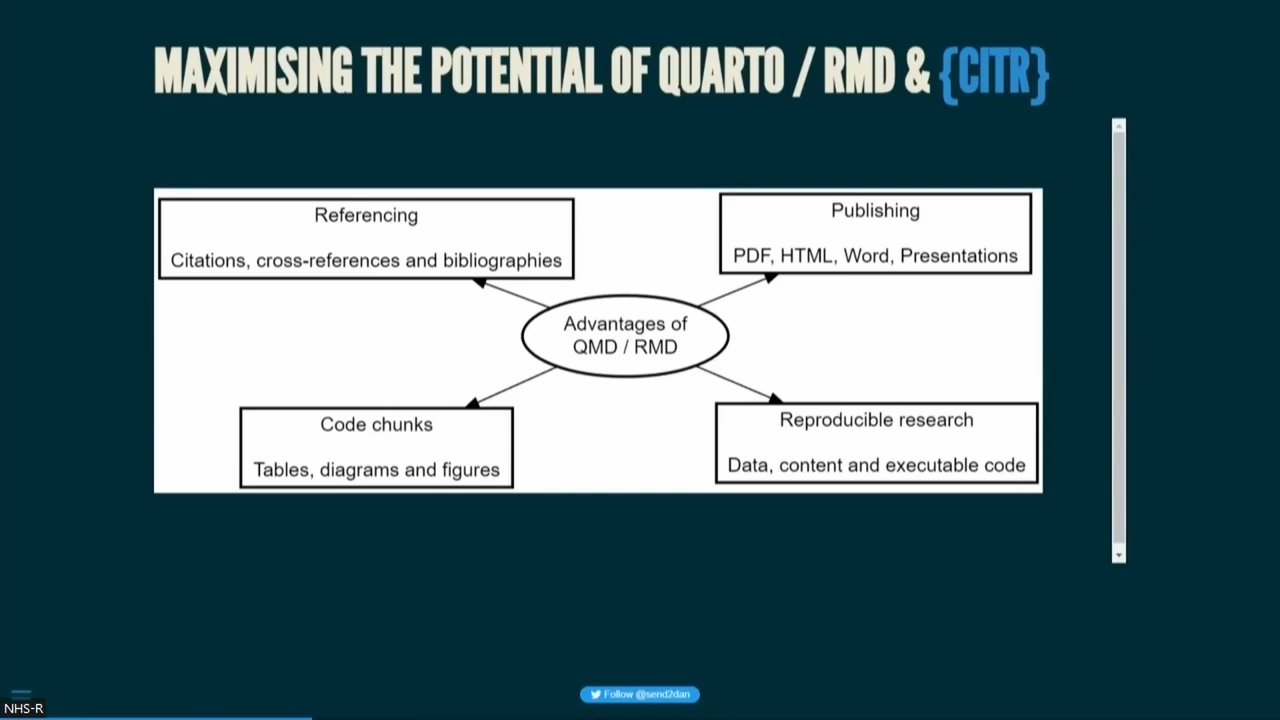 MAXIMISING THE POTENTIAL OF QUARTO / RMD & {CITR}
Referencing
Citations, cross-references and bibliographies
Publishing
PDF, HTML, Word, Presentations
Advantages of
QMD / RMD
Code chunks
Tables, diagrams and figures
Reproducible research
Data, content and executable code
Follow @send2dan
NHS-R